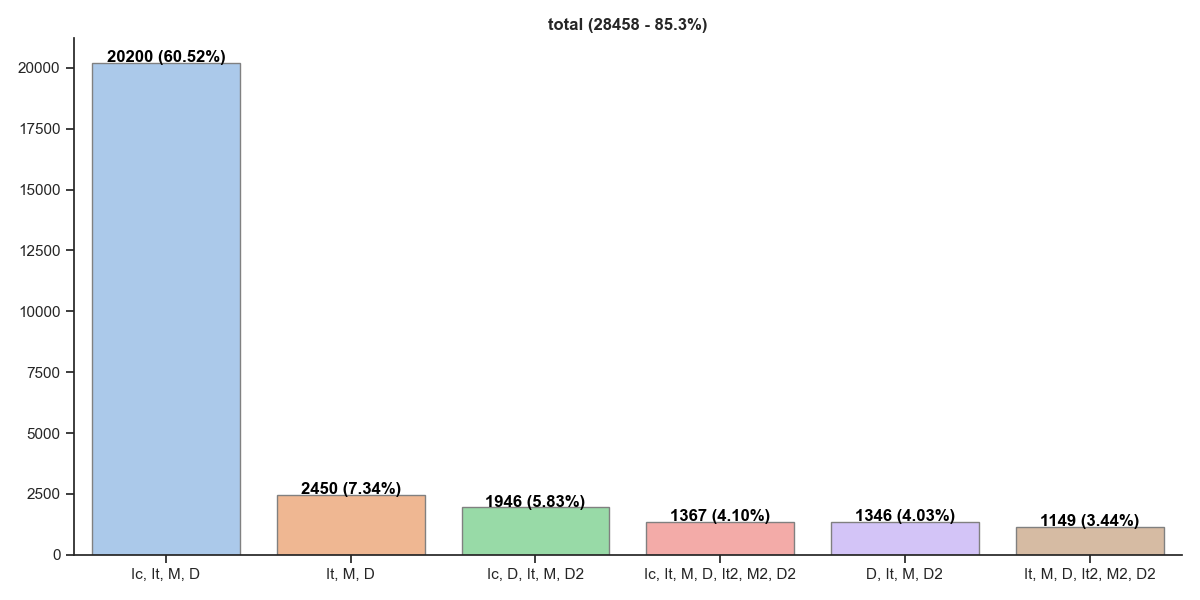 total (28458 - 85.3%)
20200 (60.52%)
2450 (7.34%)
1946 (5.83%)
1367 (4.10%)
1346 (4.03%)
1149 (3.44%)
20000
17500
15000
12500
10000
7500
5000
2500
0
Ic, It, M, D
It, M, D
Ic, D, It, M, D2
Ic, It, M, D, It2, M2, D2
D, It, M, D2
It, M, D, It2, M2, D2